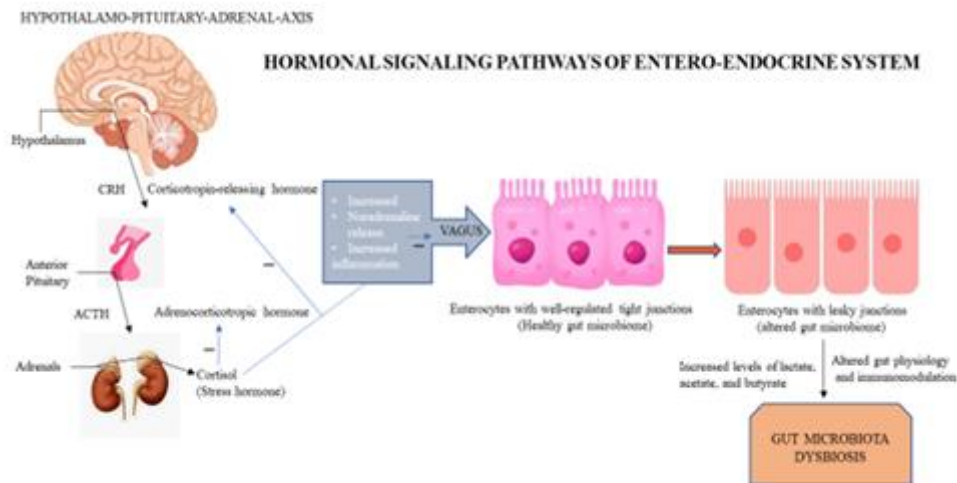 HYPOTHALAMO-PITUITARY-ADRENAL-AXIS
HORMONAL SIGNALING PATHWAYS OF ENTERO-ENDOCRINE SYSTEM
Hypothalamus
CRH
Corticotropin-releasing hormone
Anterior
Pituitary
ACTH
Adrenocorticotropic hormone
Adrenals
Cortisol
(Stress hormone)
• Increased
• Noradrenaline
release
• Increased
inflammation
VAGUS
Enterocytes with well-regulated tight junctions
(Healthy gut microbiome)
Enterocytes with leaky junctions
(altered gut microbiome)
Increased levels of lactate,
acetate, and butyrate
Altered gut physiology
and immunomodulation
GUT MICROBIOTA
DYSBIOSIS